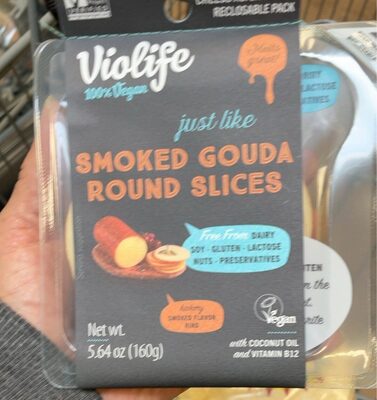 RECLOSABLE PACK
Violife
100% Vegan
Melts
great!
just like
SMOKED GOUDA
ROUND SLICES
Free From DAIRY
SOY · GLUTEN · LACTOSE
NUTS · PRESERVATIVES
hickory
SMOKED FLAVOR
RIND
Vegan
Net wt.
5.64 oz (160g)
with COCONUT OIL
and VITAMIN B12